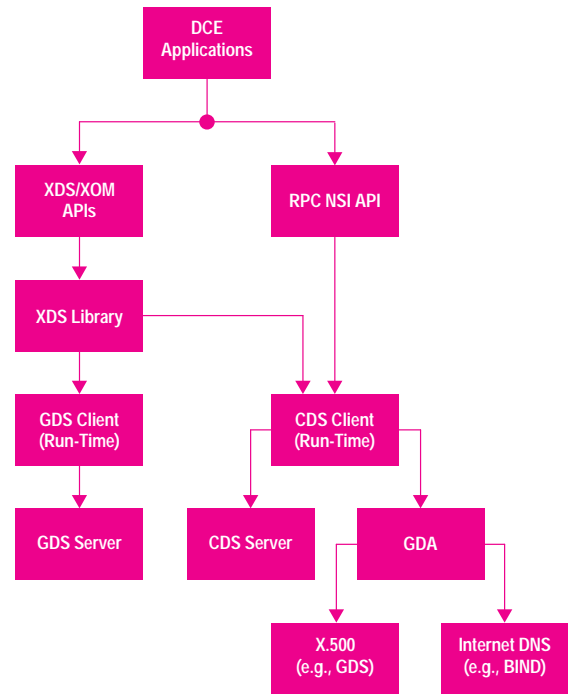 DCE
Applications
XDS/XOM
APIs
RPC NSI API
XDS Library
GDS Client
(Run-Time)
CDS Client
(Run-Time)
GDS Server
CDS Server
GDA
X.500
(e.g., GDS)
Internet DNS
(e.g., BIND)